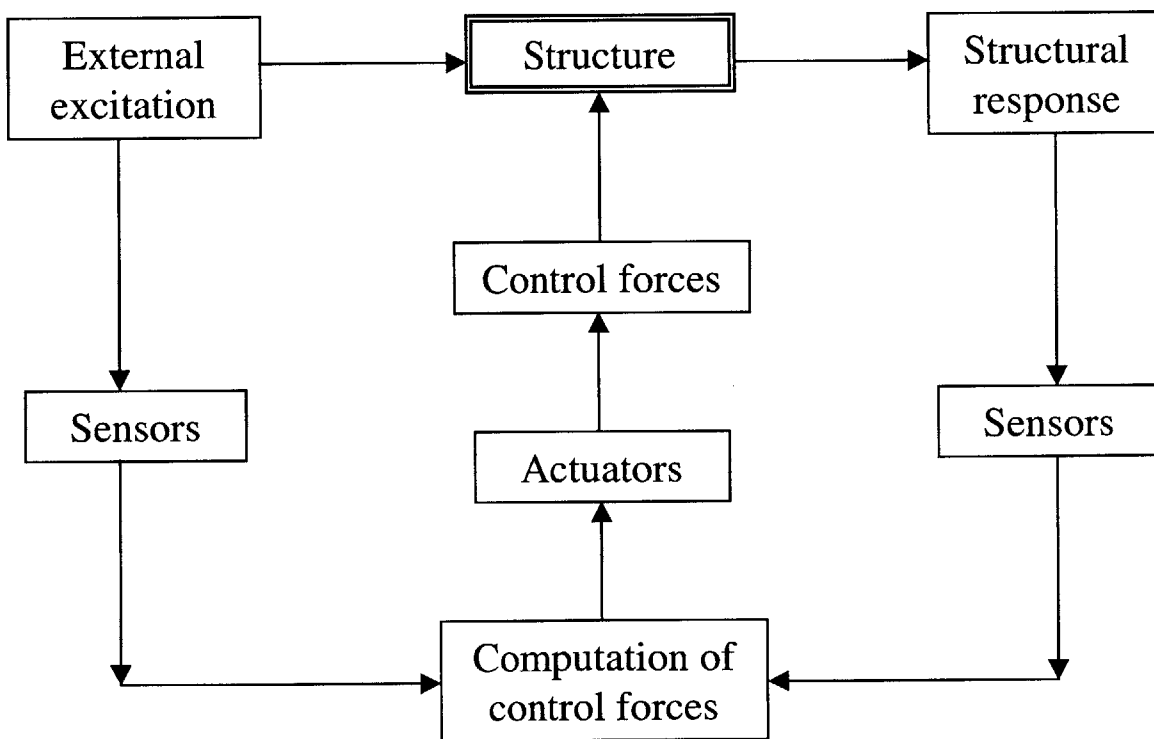 External
excitation
Structure
Structural
response
Control forces
Sensors
Sensors
Actuators
Computation of
control forces